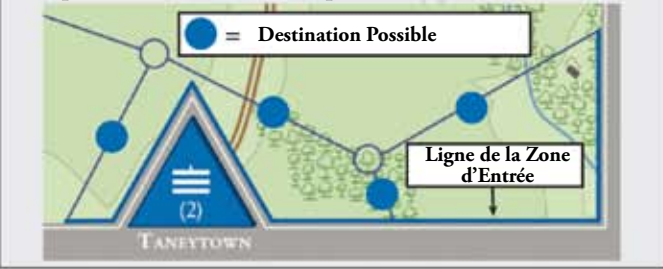 = Destination Possible
Ligne de la Zone
d'Entrée
(2)
TANEYTOWN